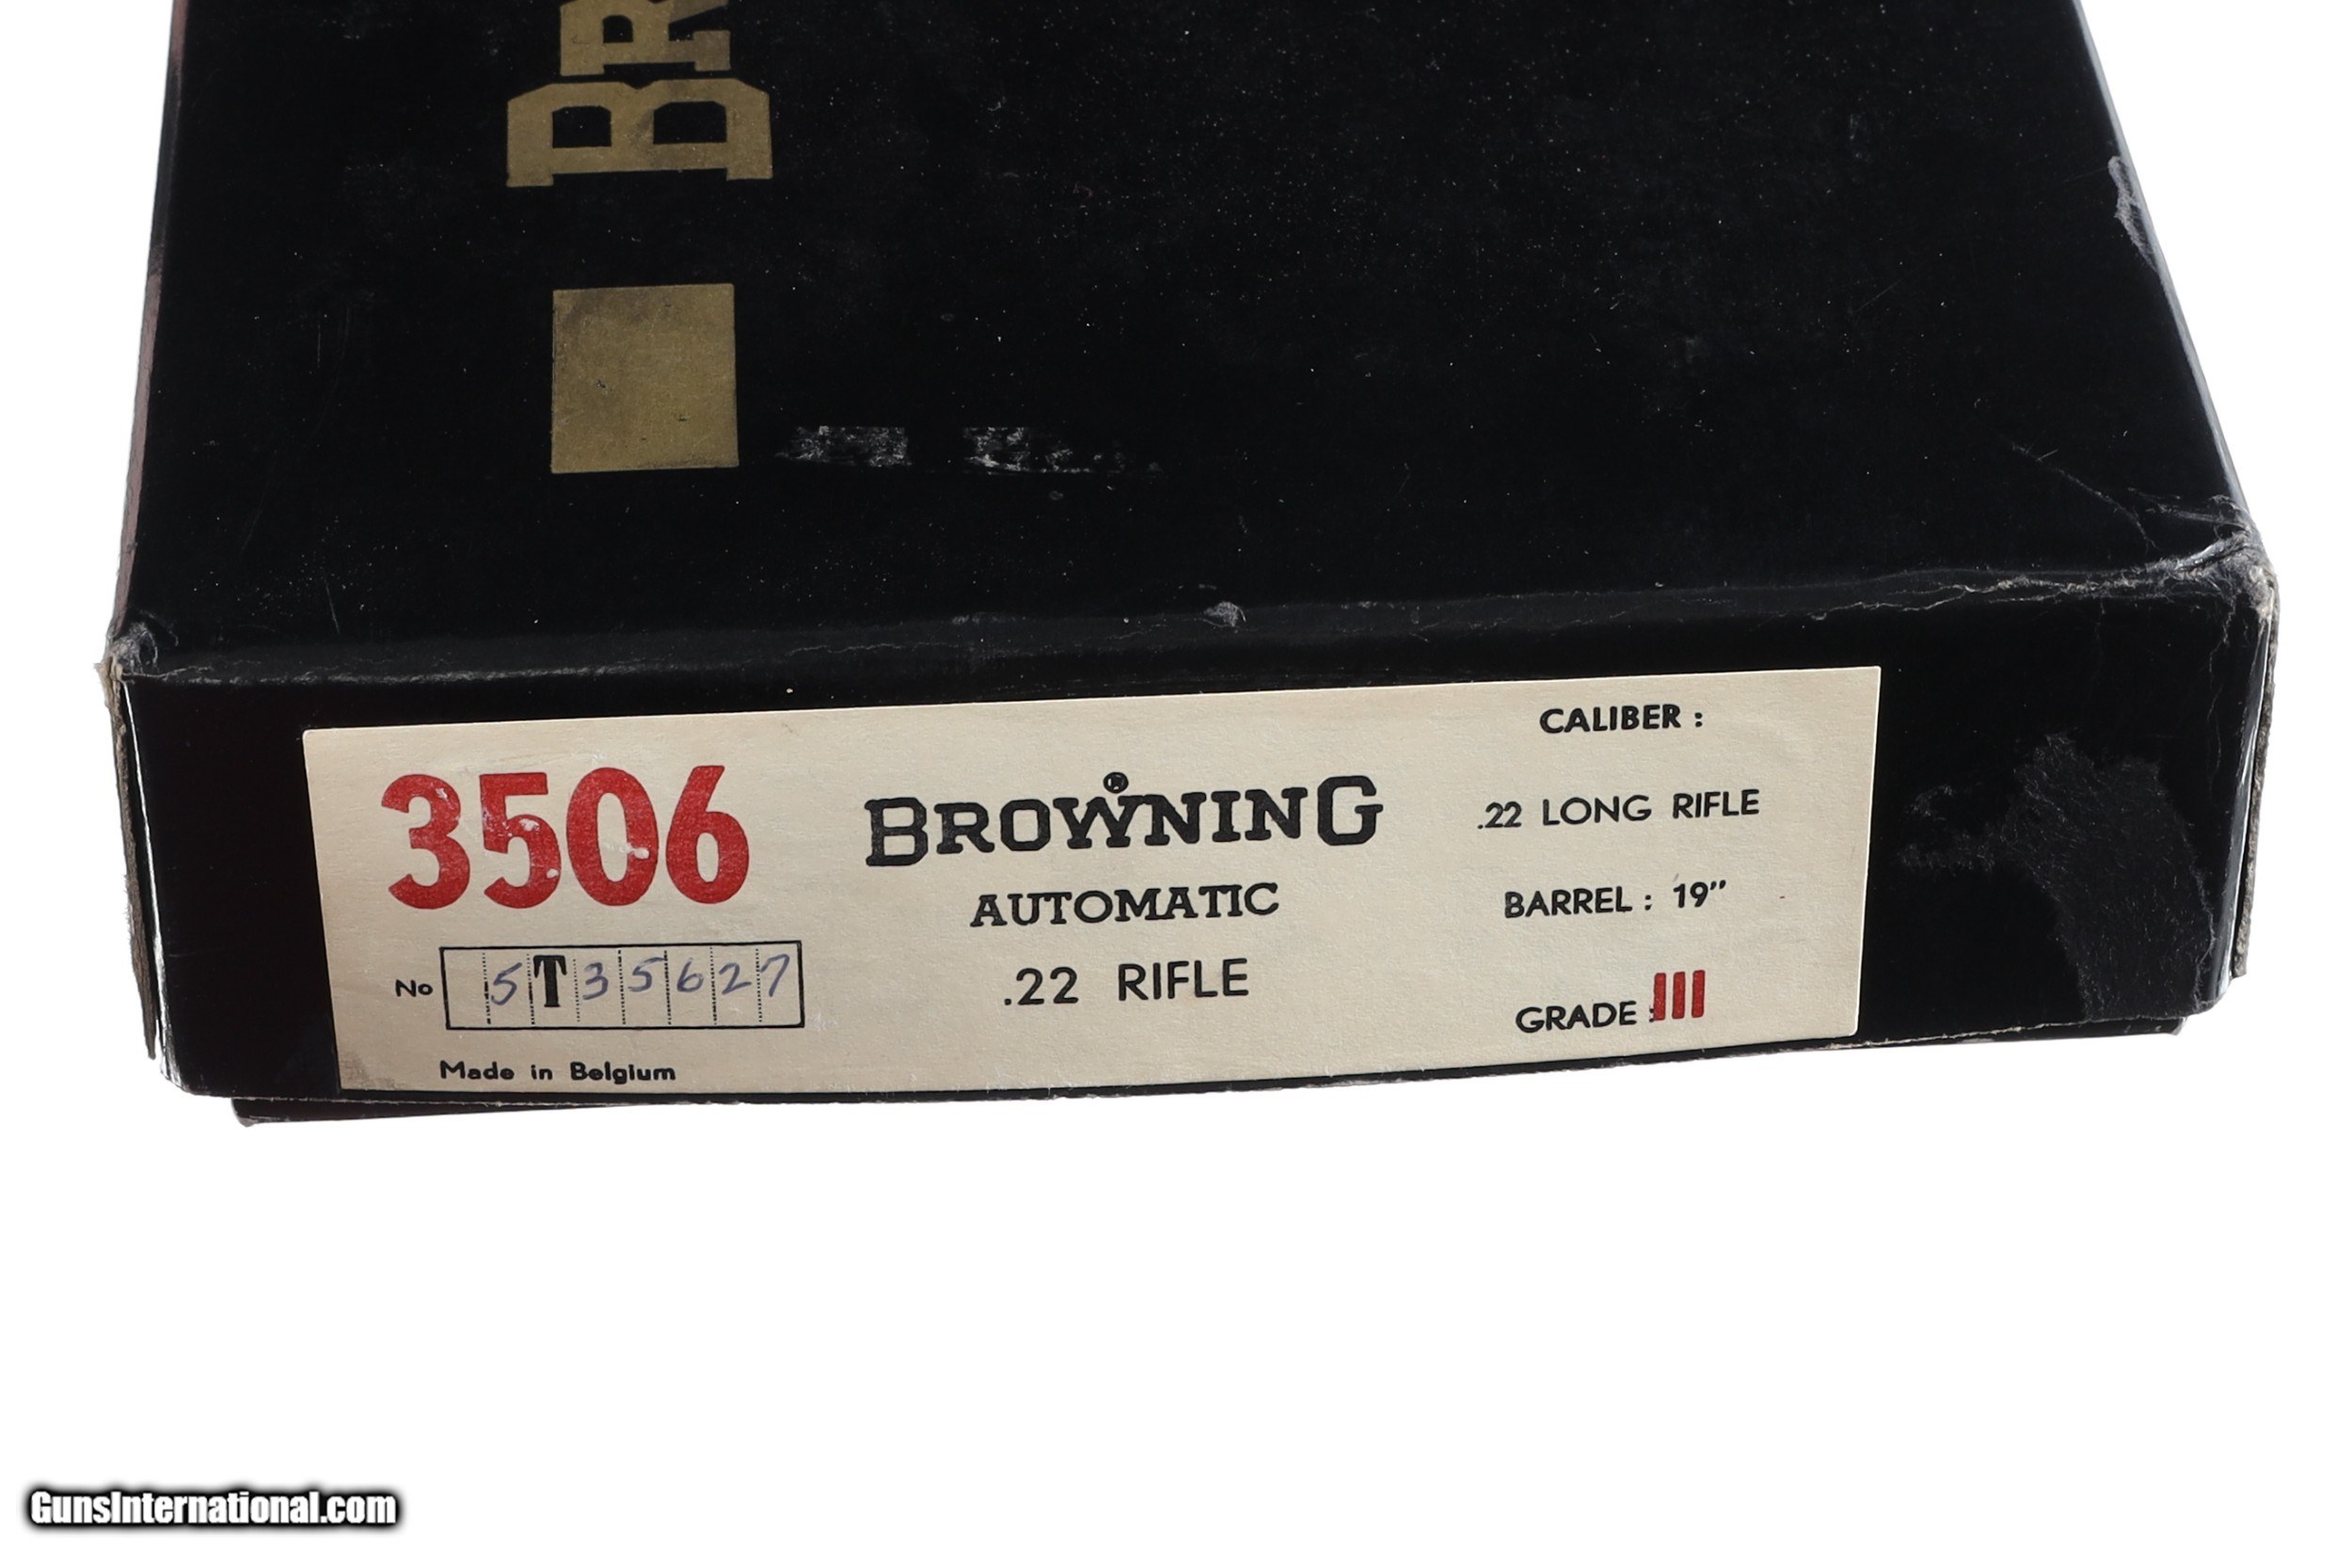 BR
3506
BROWNING®
AUTOMATIC
.22 RIFLE
CALIBER :
.22 LONG RIFLE
BARREL : 19”
GRADE : III
No 5T35627
Made in Belgium
GunsInternational.com